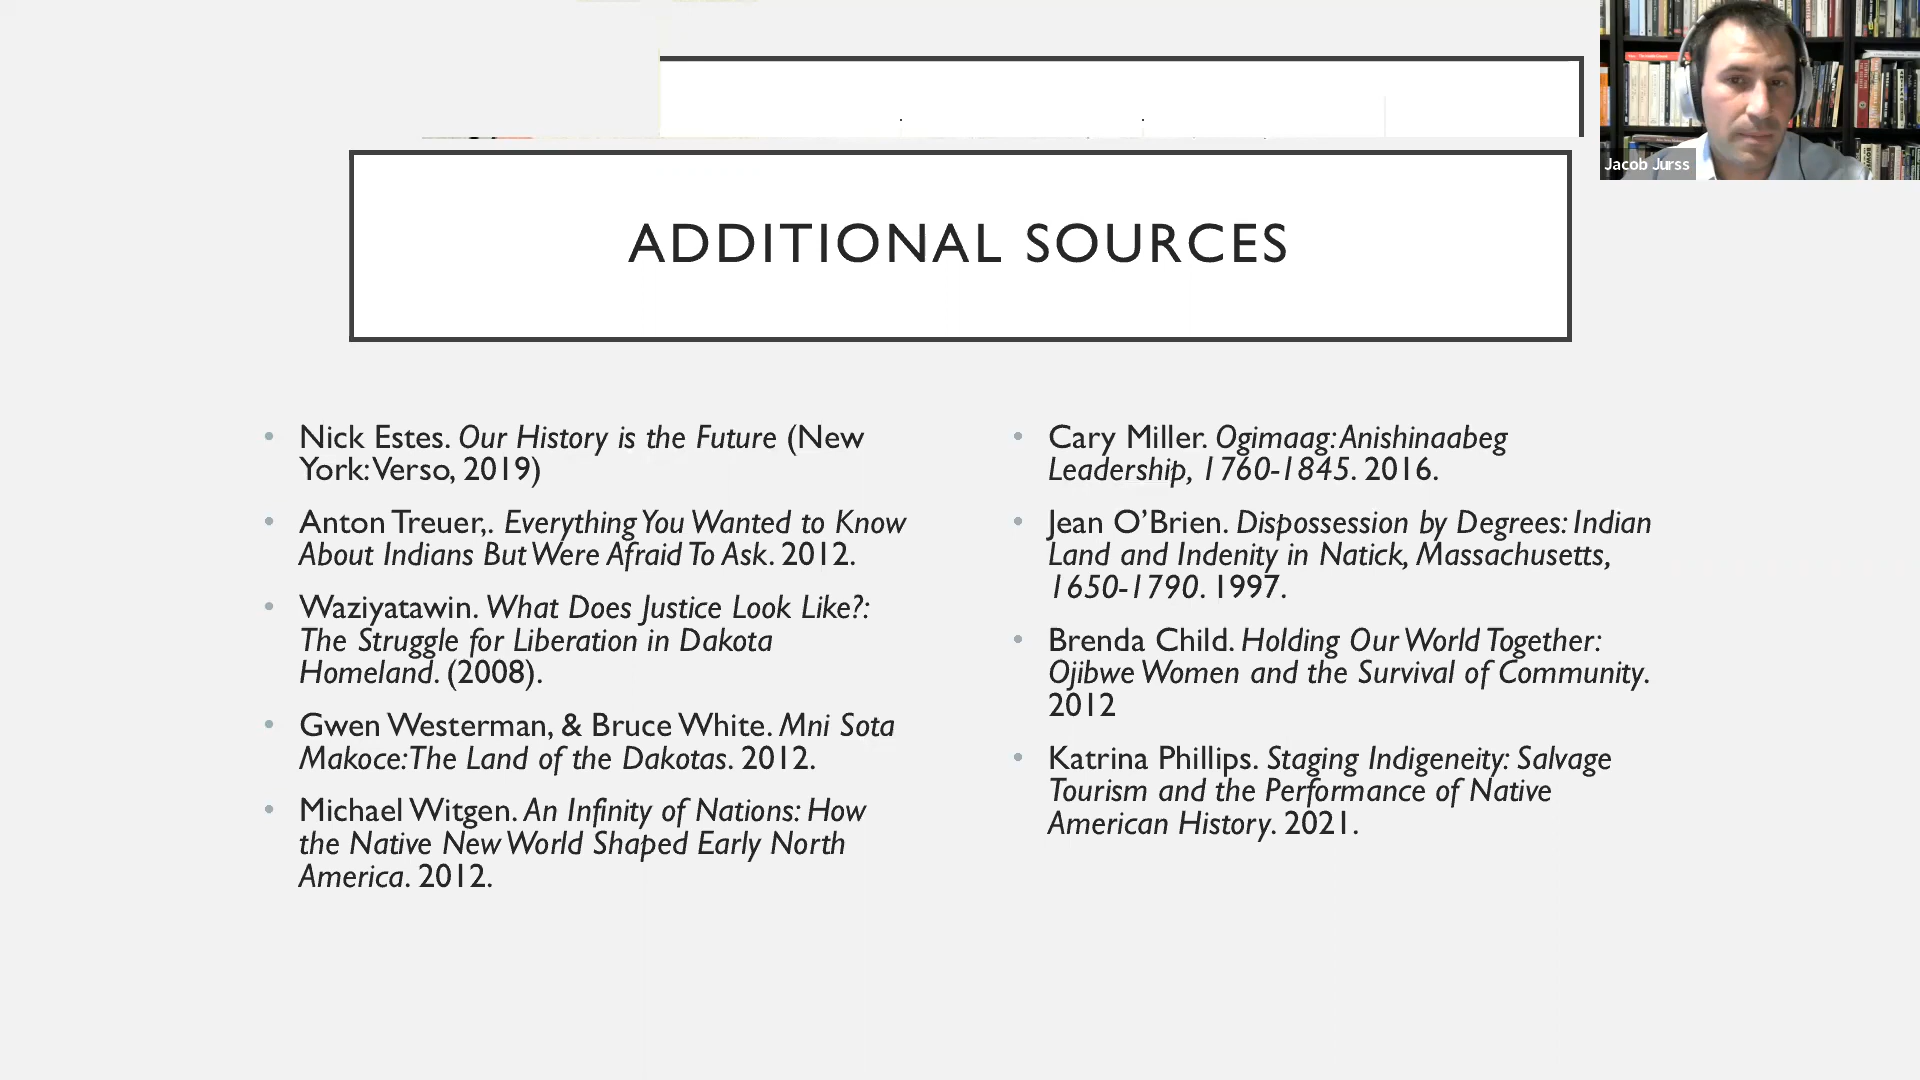 Jacob Jurss
ADDITIONAL SOURCES
• Nick Estes. Our History is the Future (New
York: Verso, 2019)
• Anton Treuer,. Everything You Wanted to Know
About Indians But Were Afraid To Ask. 2012.
• Waziyatawin. What Does Justice Look Like?:
The Struggle for Liberation in Dakota
Homeland. (2008).
• Gwen Westerman, & Bruce White. Mni Sota
Makoce: The Land of the Dakotas. 2012.
• Michael Witgen. An Infinity of Nations: How
the Native New World Shaped Early North
America. 2012.
• Cary Miller. Ogimaag: Anishinaabeg
Leadership, 1760-1845. 2016.
• Jean O’Brien. Dispossession by Degrees: Indian
Land and Indenity in Natick, Massachusetts,
1650-1790. 1997.
• Brenda Child. Holding Our World Together:
Ojibwe Women and the Survival of Community.
2012
• Katrina Phillips. Staging Indigeneity: Salvage
Tourism and the Performance of Native
American History. 2021.